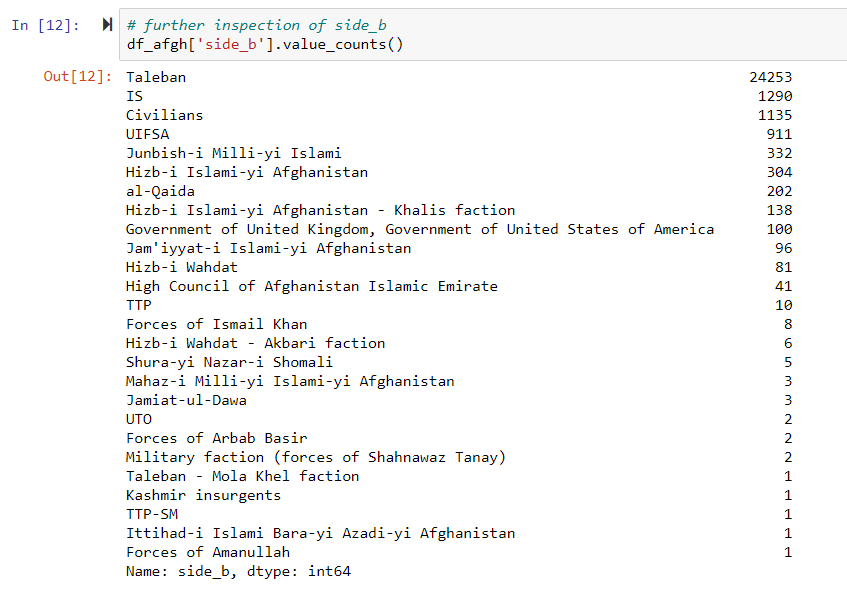 In [12]: # further inspection of side_b
df_afgh['side_b'].value_counts()
Out[12]: Taleban 24253
IS 1290
Civilians 1135
UIFSA 911
Junbish-i Milli-yi Islami 332
Hizb-i Islami-yi Afghanistan 304
al-Qaida 202
Hizb-i Islami-yi Afghanistan - Khalis faction 138
Government of United Kingdom, Government of United States of America 100
Jam'iyyat-i Islami-yi Afghanistan 96
Hizb-i Wahdat 81
High Council of Afghanistan Islamic Emirate 41
TTP 10
Forces of Ismail Khan 8
Hizb-i Wahdat - Akbari faction 6
Shura-yi Nazar-i Shomali 5
Mahaz-i Milli-yi Islami-yi Afghanistan 3
Jamiat-ul-Dawa 3
UTO 2
Forces of Arbab Basir 2
Military faction (forces of Shahnawaz Tanay) 2
Taleban - Mola Khel faction 1
Kashmir insurgents 1
TTP-SM 1
Ittihad-i Islami Bara-yi Azadi-yi Afghanistan 1
Forces of Amanullah 1
Name: side_b, dtype: int64